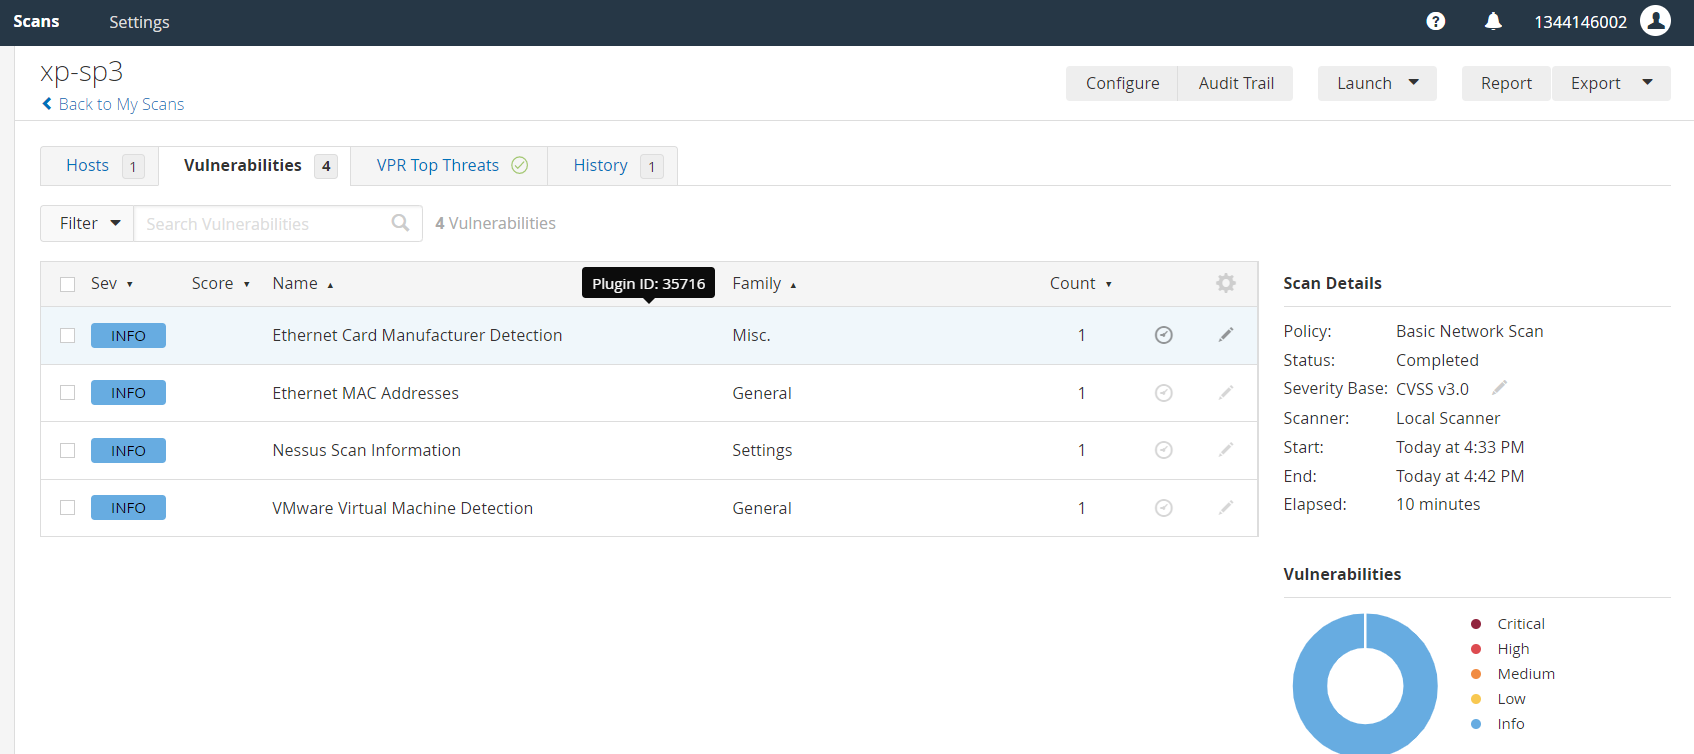 Scans Settings 1344146002
xp-sp3
Back to My Scans
Configure Audit Trail Launch Report Export
Hosts 1 Vulnerabilities 4 VPR Top Threats History 1
Filter Search Vulnerabilities 4 Vulnerabilities
Sev Score Name Family Count
Plugin ID: 35716
INFO Ethernet Card Manufacturer Detection Misc. 1
INFO Ethernet MAC Addresses General 1
INFO Nessus Scan Information Settings 1
INFO VMware Virtual Machine Detection General 1
Scan Details
Policy: Basic Network Scan
Status: Completed
Severity Base: CVSS v3.0
Scanner: Local Scanner
Start: Today at 4:33 PM
End: Today at 4:42 PM
Elapsed: 10 minutes
Vulnerabilities
Critical
High
Medium
Low
Info